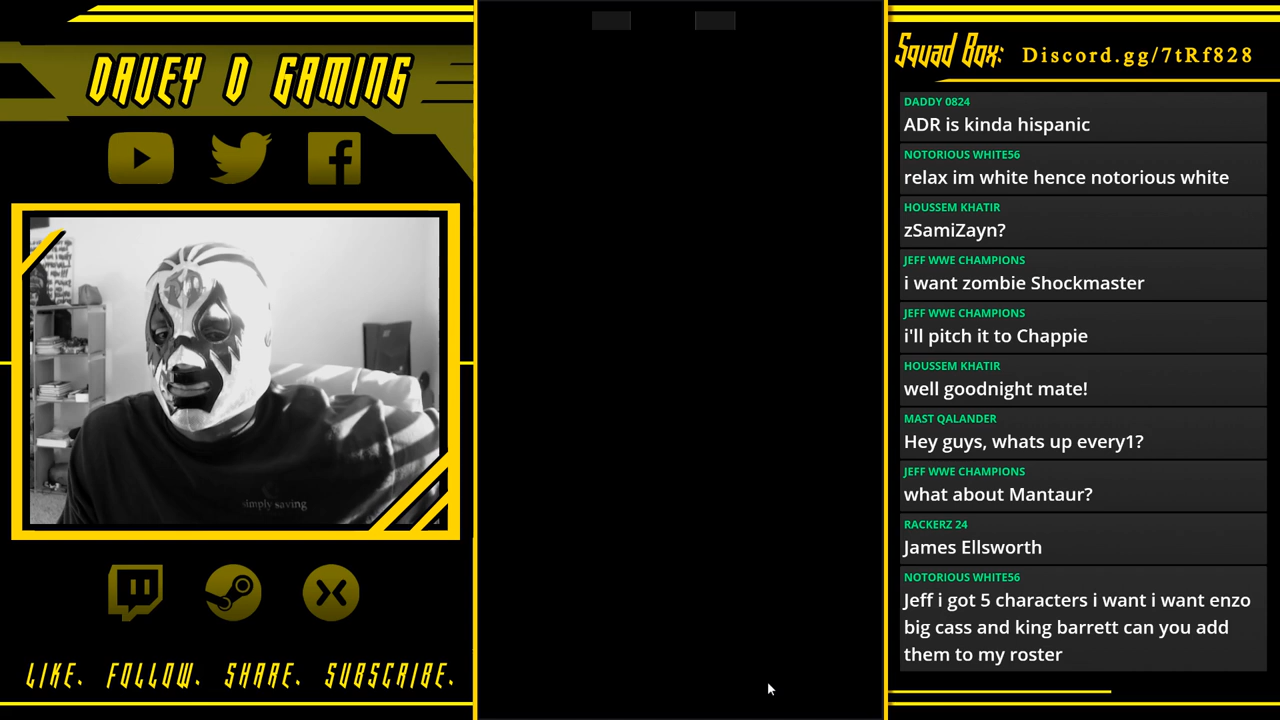 DAVEY D GAMING
simply saving
LIKE. FOLLOW. SHARE. SUBSCRIBE.
Squad Box: Discord.gg/7tRf828
DADDY 0824
ADR is kinda hispanic
NOTORIOUS WHITE56
relax im white hence notorious white
HOUSSEM KHATIR
zSamiZayn?
JEFF WWE CHAMPIONS
i want zombie Shockmaster
JEFF WWE CHAMPIONS
i'll pitch it to Chappie
HOUSSEM KHATIR
well goodnight mate!
MAST QALANDER
Hey guys, whats up every1?
JEFF WWE CHAMPIONS
what about Mantaur?
RACKERZ 24
James Ellsworth
NOTORIOUS WHITE56
Jeff i got 5 characters i want i want enzo
big cass and king barrett can you add
them to my roster